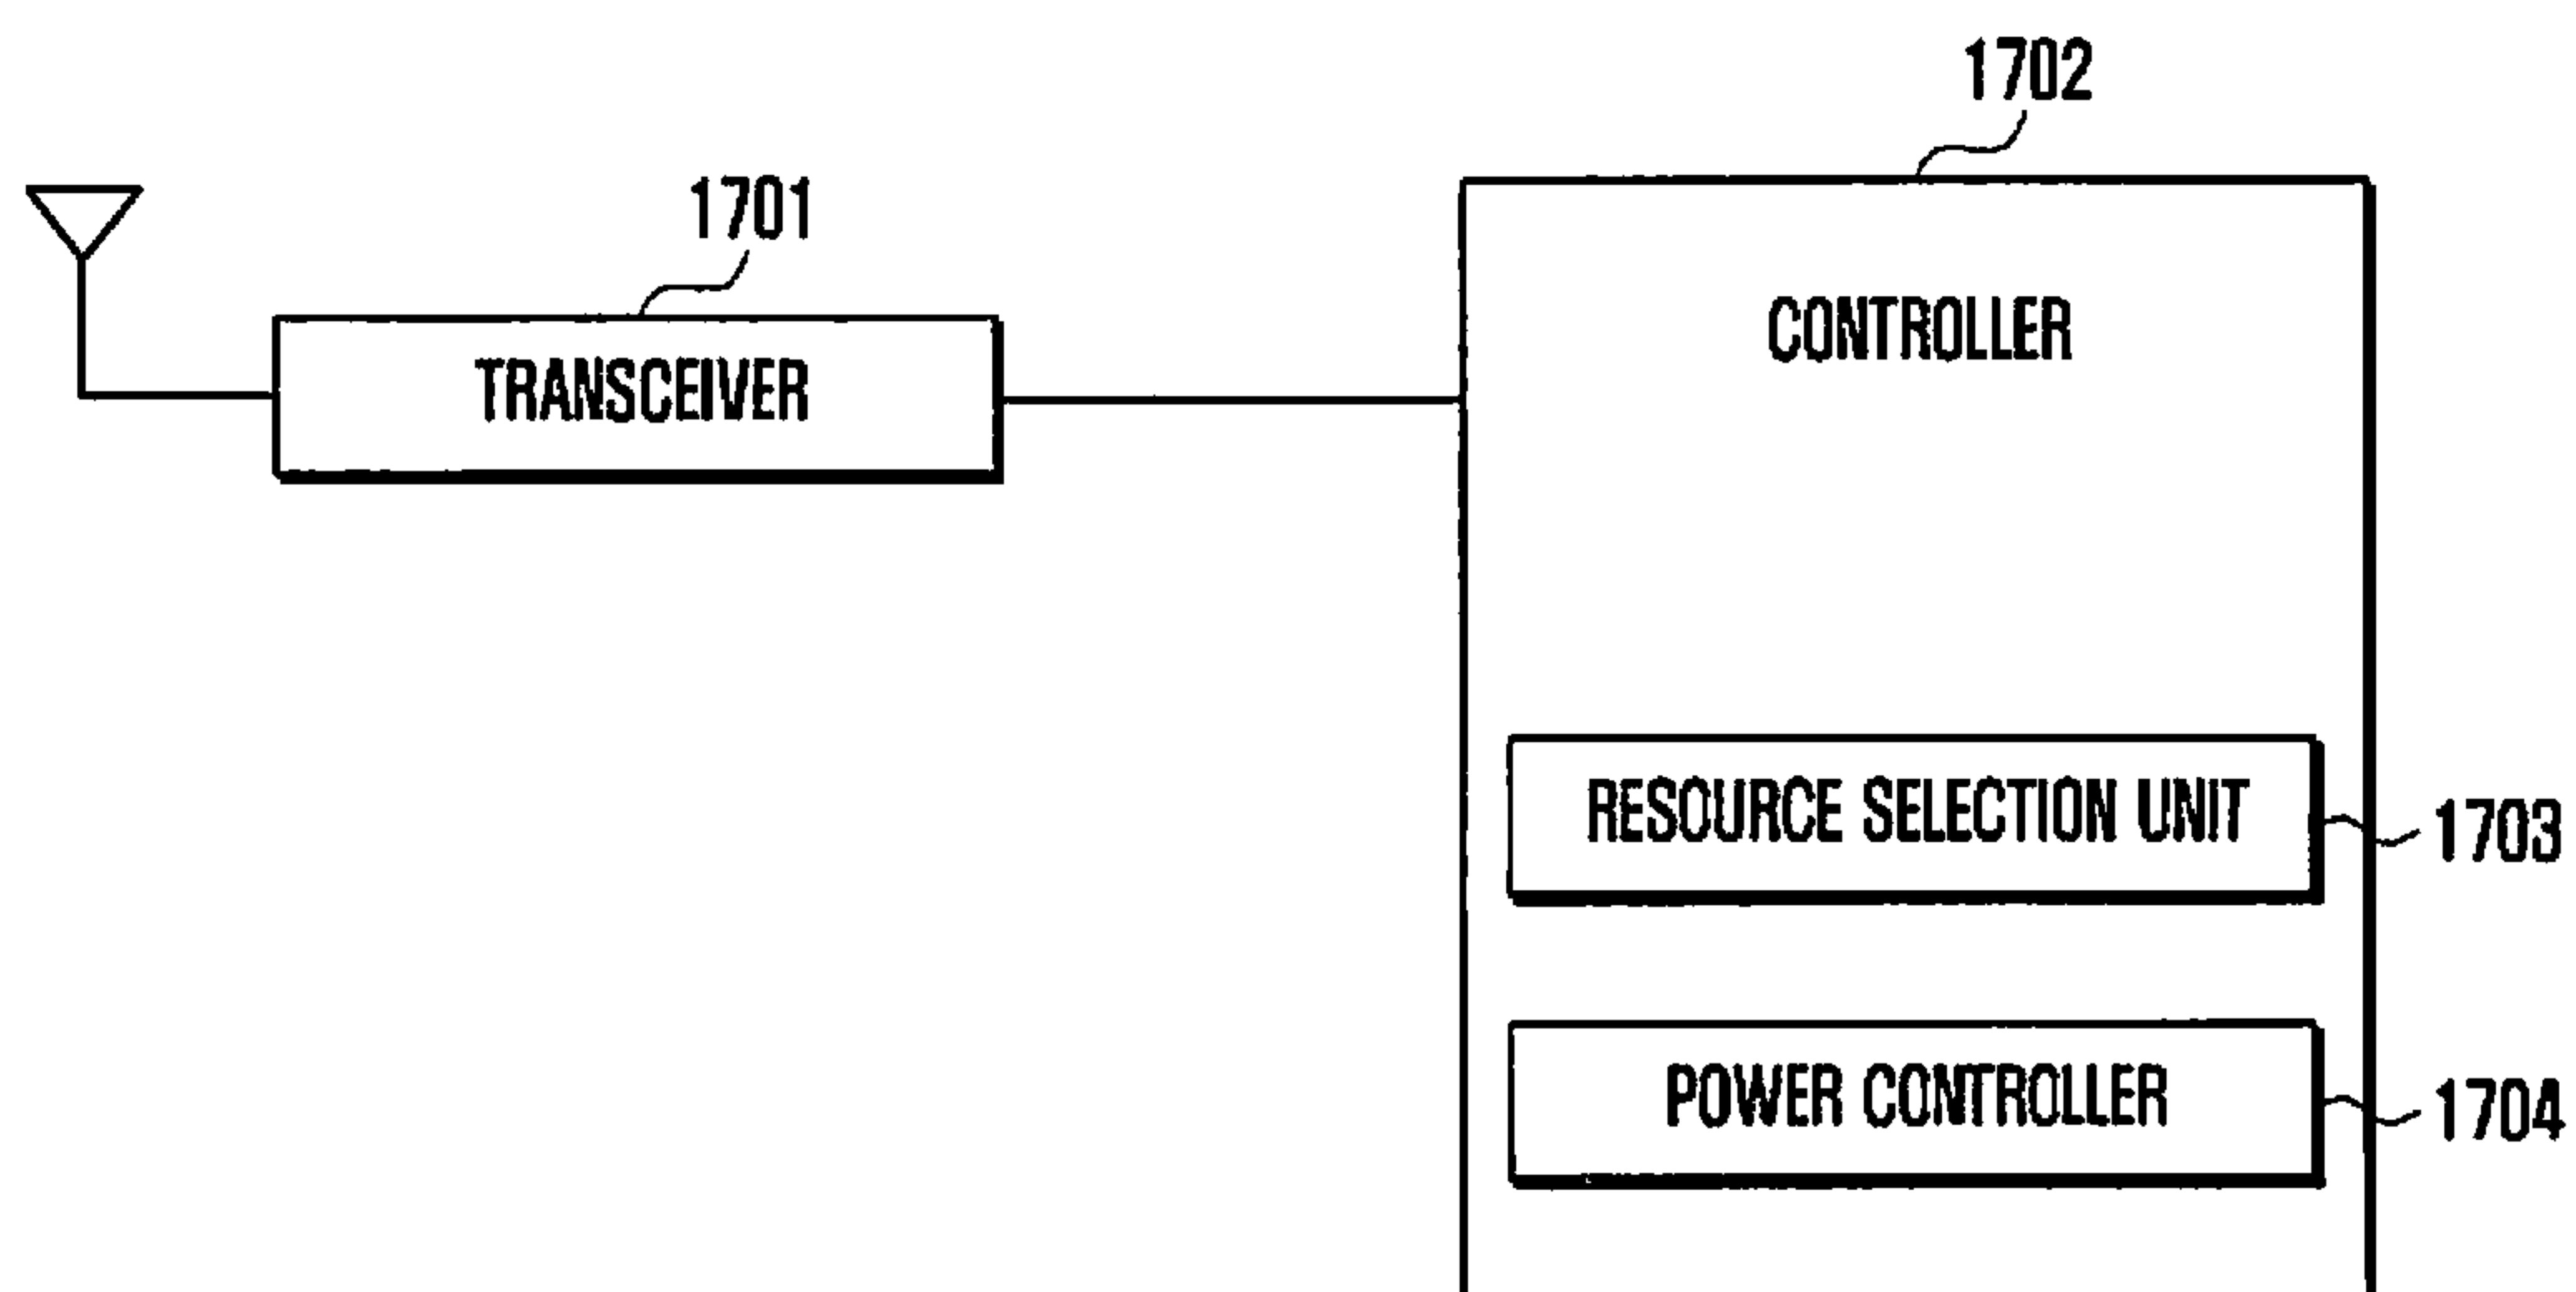 1702
1701
CONTROLLER
TRANSCEIVER
RESOURCE SELECTION UNIT
1703
POWER CONTROLLER
1704